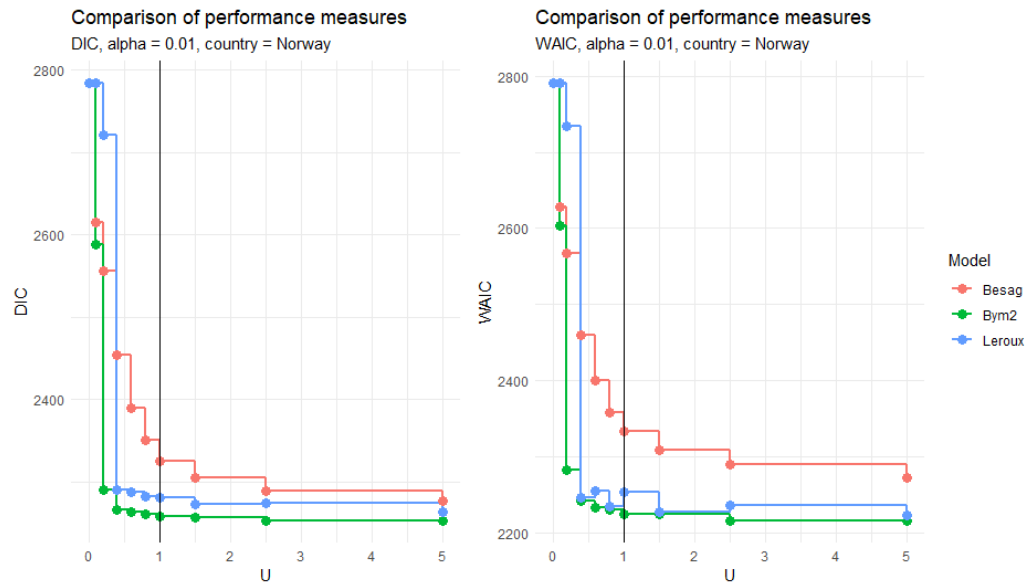 Comparison of performance measures
DIC, alpha = 0.01, country = Norway
DIC
2800
2600
2400
0
1
2
3
4
5
U
Comparison of performance measures
WAIC, alpha = 0.01, country = Norway
WAIC
2800
2600
2400
2200
0
1
2
3
4
5
U
Model
Besag
Bym2
Leroux